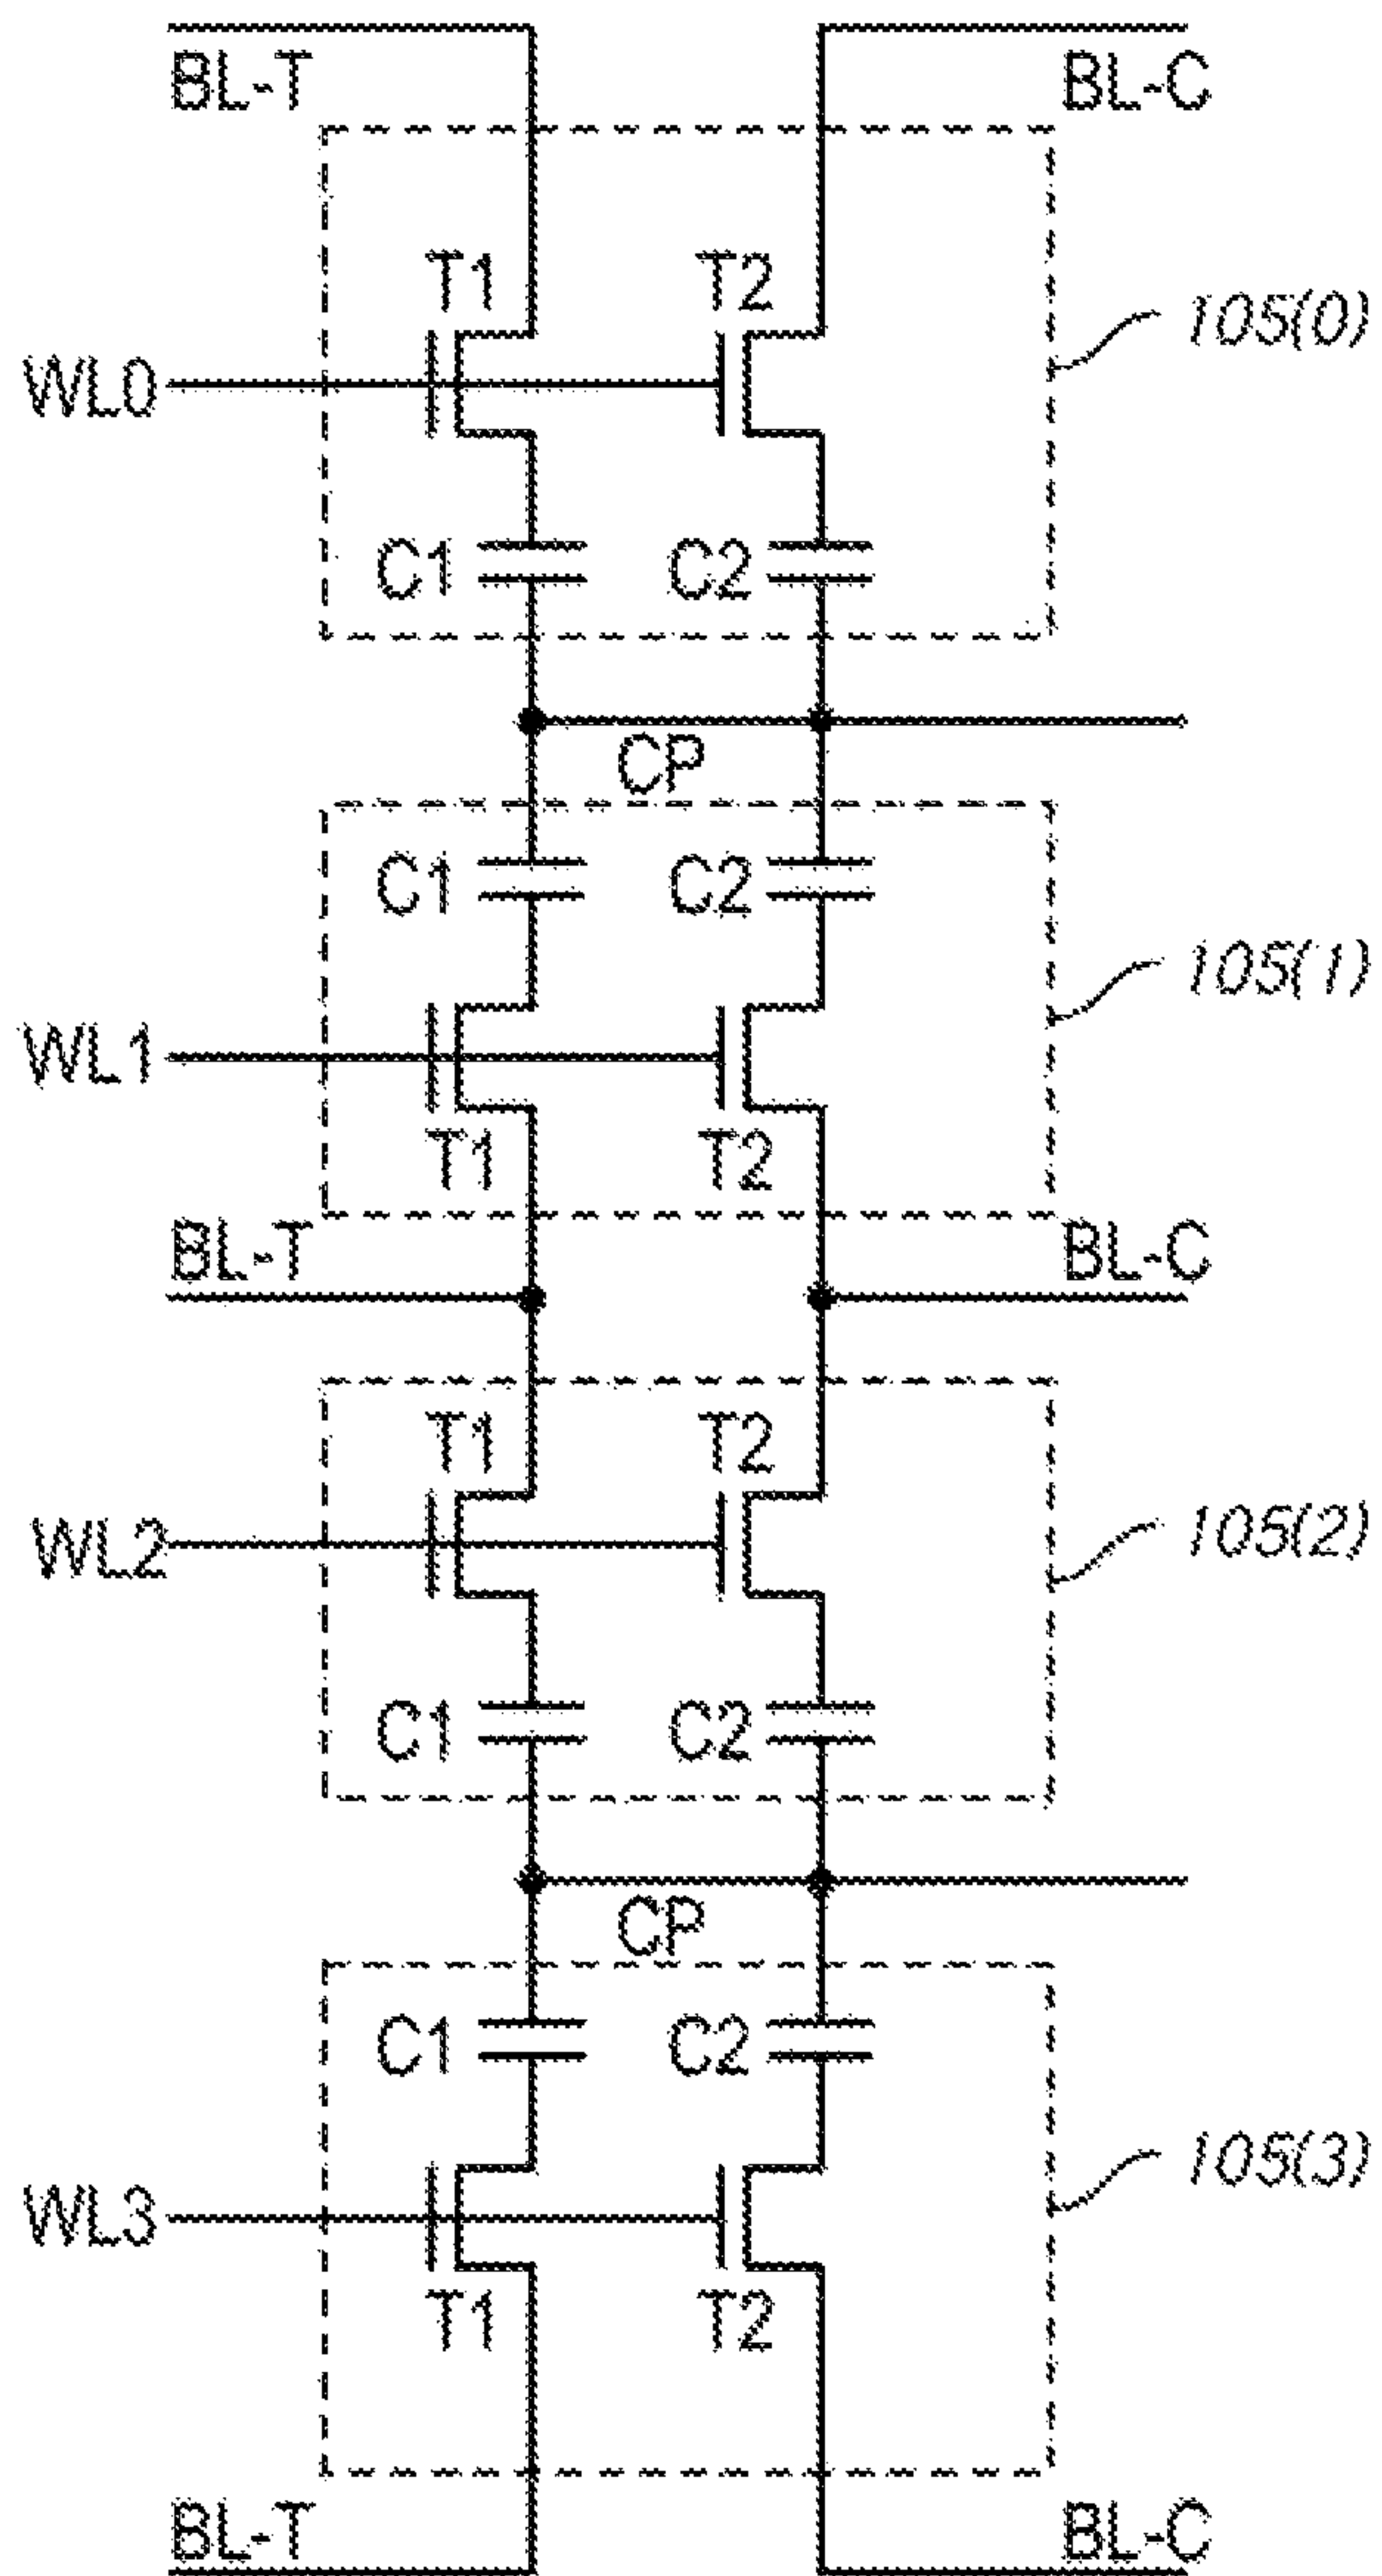 BL-T BL-C
T1 T2
105(0)
WL0
C1 C2
CP
C1 C2
105(1)
WL1
T1 T2
BL-T BL-C
T1 T2
105(2)
WL2
C1 C2
CP
C1 C2
105(3)
WL3
T1 T2
BL-T BL-C